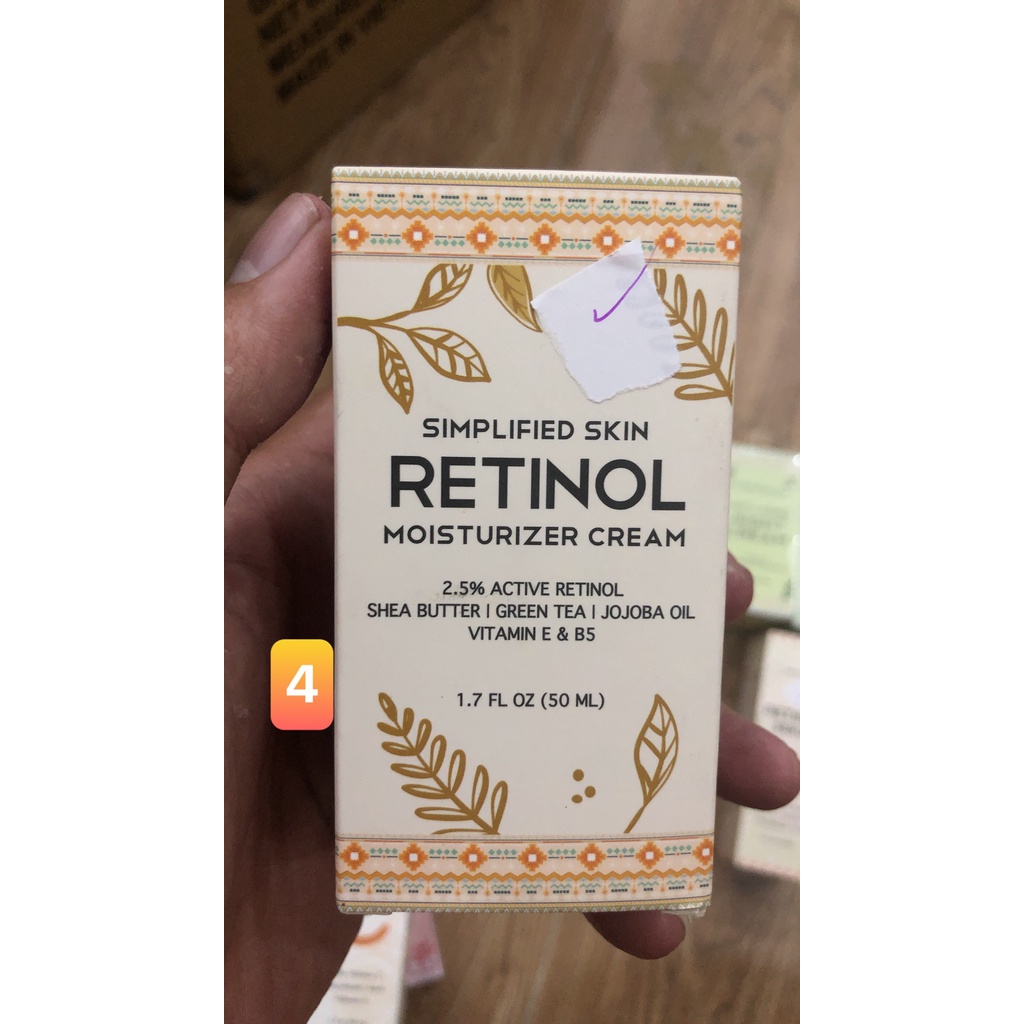 SIMPLIFIED SKIN
RETINOL
MOISTURIZER CREAM
2.5% ACTIVE RETINOL
SHEA BUTTER | GREEN TEA | JOJOBA OIL
VITAMIN E & B5
1.7 FL OZ (50 ML)
4